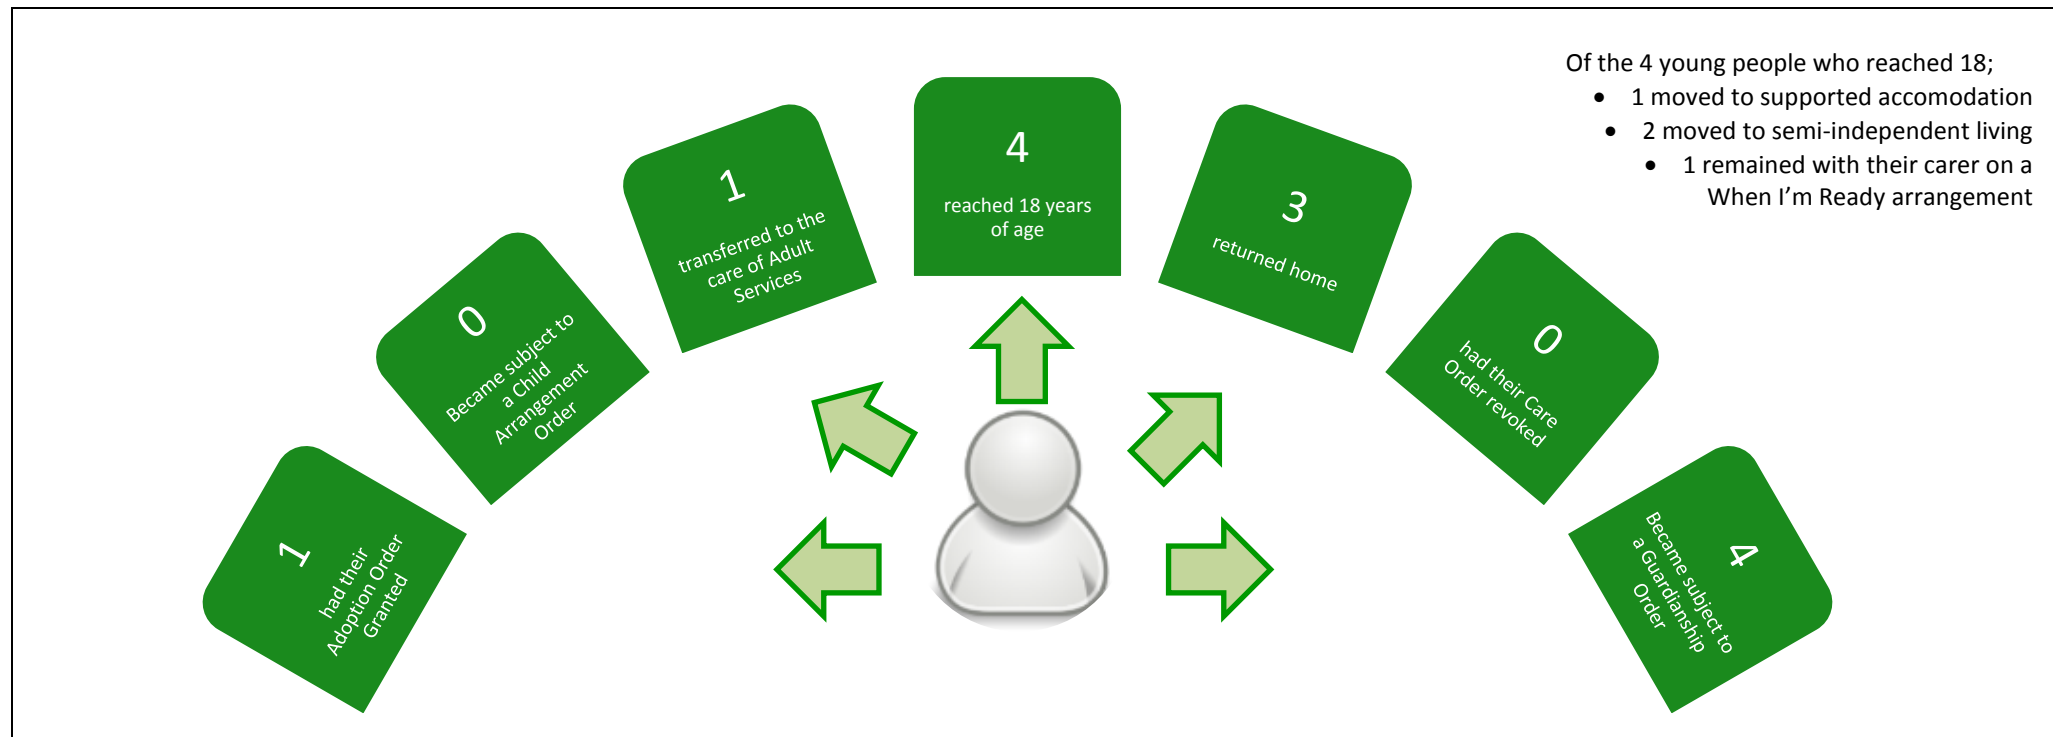 Of the 4 young people who reached 18;
• 1 moved to supported accomodation
• 2 moved to semi-independent living
• 1 remained with their carer on a
When I'm Ready arrangement
1
had their
Adoption Order
Granted
0
Became subject to
a Child
Arrangement
Order
1
transferred to the
care of Adult
Services
4
reached 18 years
of age
3
returned home
0
had their Care
Order revoked
4
Became subject to
a Guardianship
Order